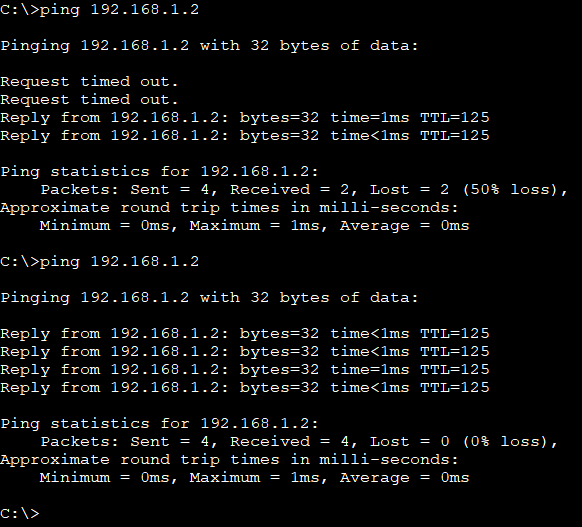 C:\>ping 192.168.1.2
Pinging 192.168.1.2 with 32 bytes of data:
Request timed out.
Request timed out.
Reply from 192.168.1.2: bytes=32 time=1ms TTL=125
Reply from 192.168.1.2: bytes=32 time<1ms TTL=125
Ping statistics for 192.168.1.2:
    Packets: Sent = 4, Received = 2, Lost = 2 (50% loss),
Approximate round trip times in milli-seconds:
    Minimum = 0ms, Maximum = 1ms, Average = 0ms
C:\>ping 192.168.1.2
Pinging 192.168.1.2 with 32 bytes of data:
Reply from 192.168.1.2: bytes=32 time<1ms TTL=125
Reply from 192.168.1.2: bytes=32 time<1ms TTL=125
Reply from 192.168.1.2: bytes=32 time=1ms TTL=125
Reply from 192.168.1.2: bytes=32 time<1ms TTL=125
Ping statistics for 192.168.1.2:
    Packets: Sent = 4, Received = 4, Lost = 0 (0% loss),
Approximate round trip times in milli-seconds:
    Minimum = 0ms, Maximum = 1ms, Average = 0ms
C:\>